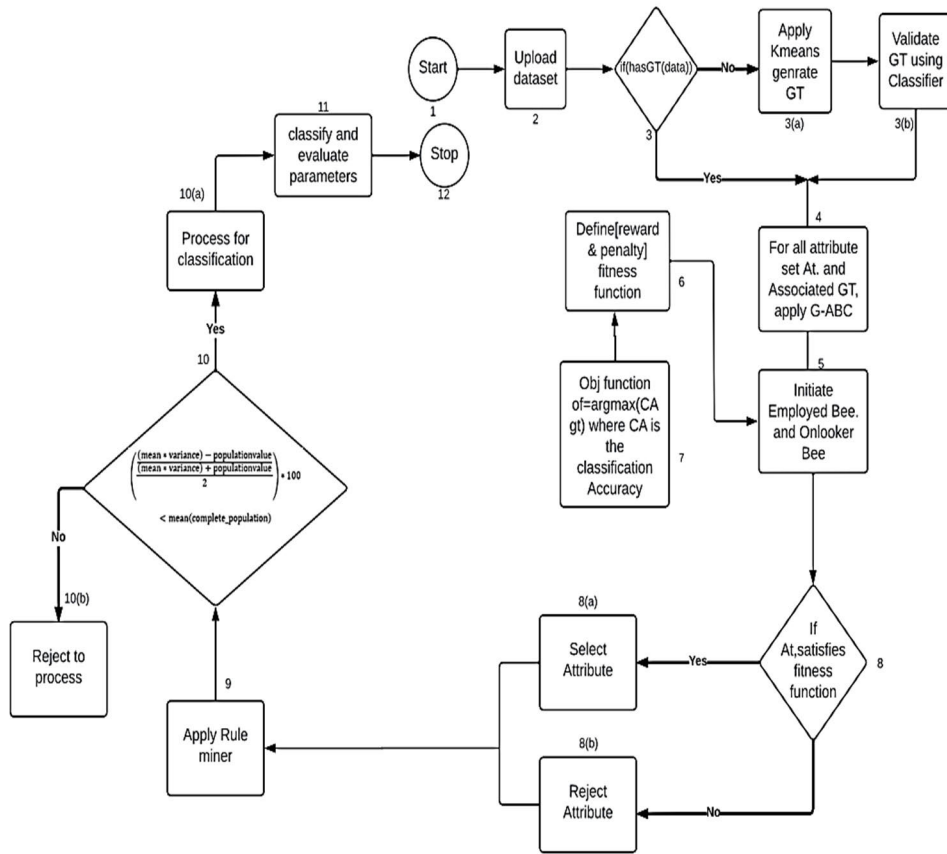 Start
1
Upload
dataset
2
if(hasGT(data))
3
No
Apply
Kmeans
genrate
GT
3(a)
Validate
GT using
Classifier
3(b)
Yes
4
For all attribute
set At. and
Associated GT,
apply G-ABC
5
Initiate
Employed Bee.
and Onlooker
Bee
Define[reward
& penalty]
fitness
function
6
Obj function
of=argmax(CA
gt) where CA is
the
classification
Accuracy
7
If
At,satisfies
fitness
function
8
Yes
8(a)
Select
Attribute
No
8(b)
Reject
Attribute
9
Apply Rule
miner
10
(mean * variance) − populationvalue
(mean * variance) + populationvalue
2
* 100
< mean(complete_population)
No
10(b)
Reject to
process
Yes
Process for
classification
10(a)
11
classify and
evaluate
parameters
Stop
12